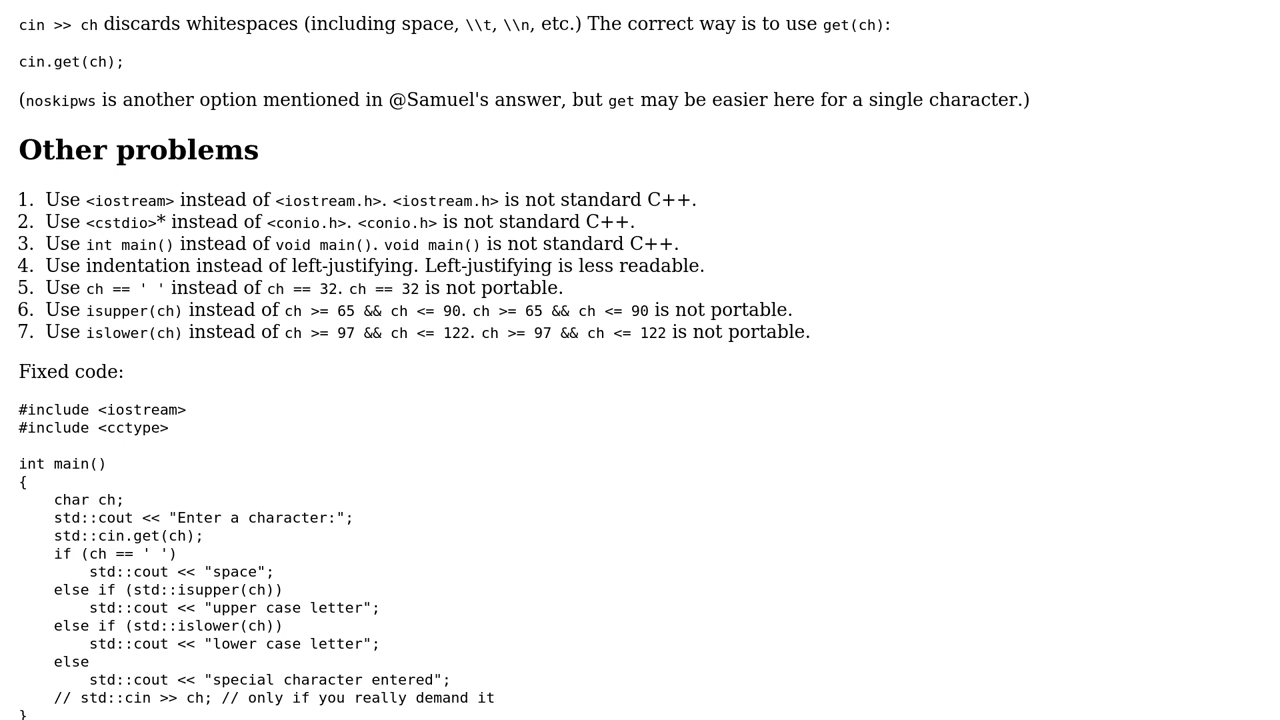 cin >> ch discards whitespaces (including space, \\t, \\n, etc.) The correct way is to use get(ch):
cin.get(ch);
(noskipws is another option mentioned in @Samuel's answer, but get may be easier here for a single character.)
Other problems
1. Use <iostream> instead of <iostream.h>. <iostream.h> is not standard C++.
2. Use <cstdio>* instead of <conio.h>. <conio.h> is not standard C++.
3. Use int main() instead of void main(). void main() is not standard C++.
4. Use indentation instead of left-justifying. Left-justifying is less readable.
5. Use ch == ' ' instead of ch == 32. ch == 32 is not portable.
6. Use isupper(ch) instead of ch >= 65 && ch <= 90. ch >= 65 && ch <= 90 is not portable.
7. Use islower(ch) instead of ch >= 97 && ch <= 122. ch >= 97 && ch <= 122 is not portable.
Fixed code:
#include <iostream>
#include <cctype>
int main()
{
    char ch;
    std::cout << "Enter a character:";
    std::cin.get(ch);
    if (ch == ' ')
        std::cout << "space";
    else if (std::isupper(ch))
        std::cout << "upper case letter";
    else if (std::islower(ch))
        std::cout << "lower case letter";
    else
        std::cout << "special character entered";
    // std::cin >> ch; // only if you really demand it
}